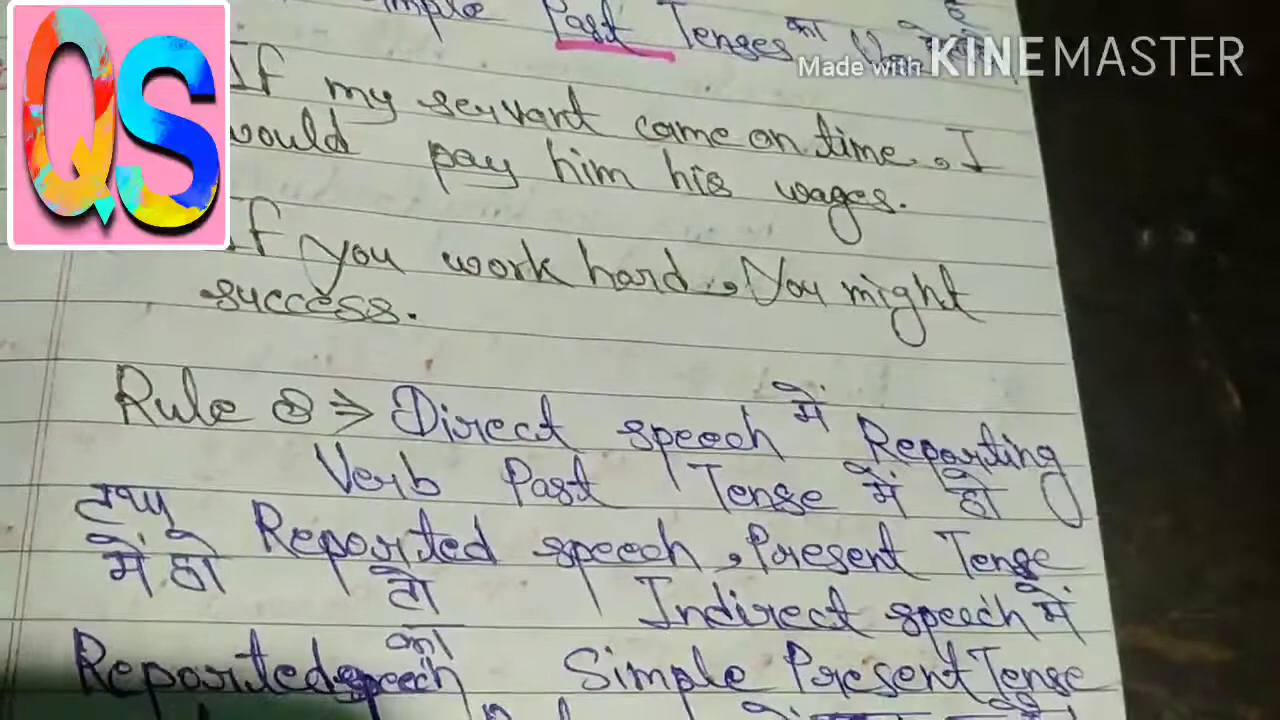 QS
Simple Past Tenses का
Made with KINEMASTER
If my servant came on time, I
would pay him his wages.
If you work hard, You might
success.
Rule ⇒ Direct speech में Reporting
Verb Past Tense में हो
तथा Reported speech, Present Tense
में हो तो Indirect speech में
Reported speech का Simple Present Tense